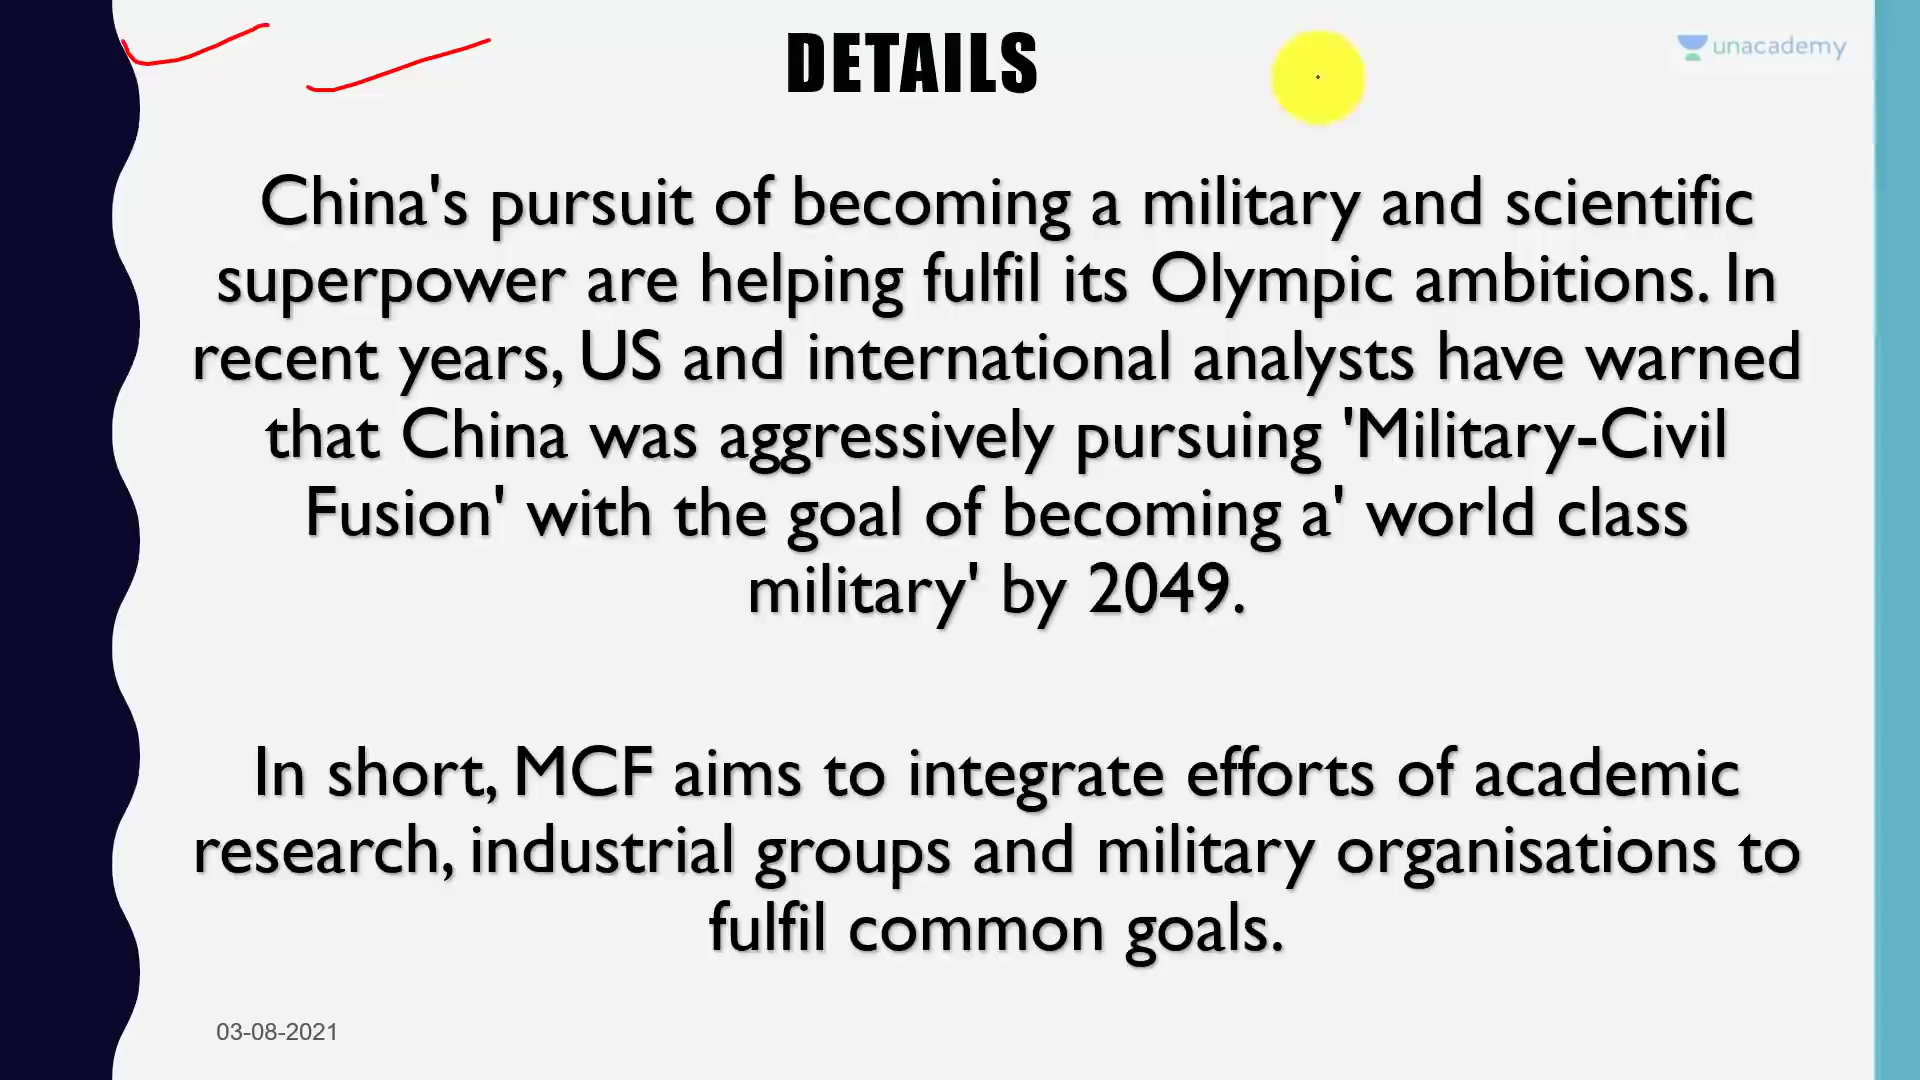 DETAILS
unacademy
China's pursuit of becoming a military and scientific
superpower are helping fulfil its Olympic ambitions. In
recent years, US and international analysts have warned
that China was aggressively pursuing 'Military-Civil
Fusion' with the goal of becoming a' world class
military' by 2049.
In short, MCF aims to integrate efforts of academic
research, industrial groups and military organisations to
fulfil common goals.
03-08-2021